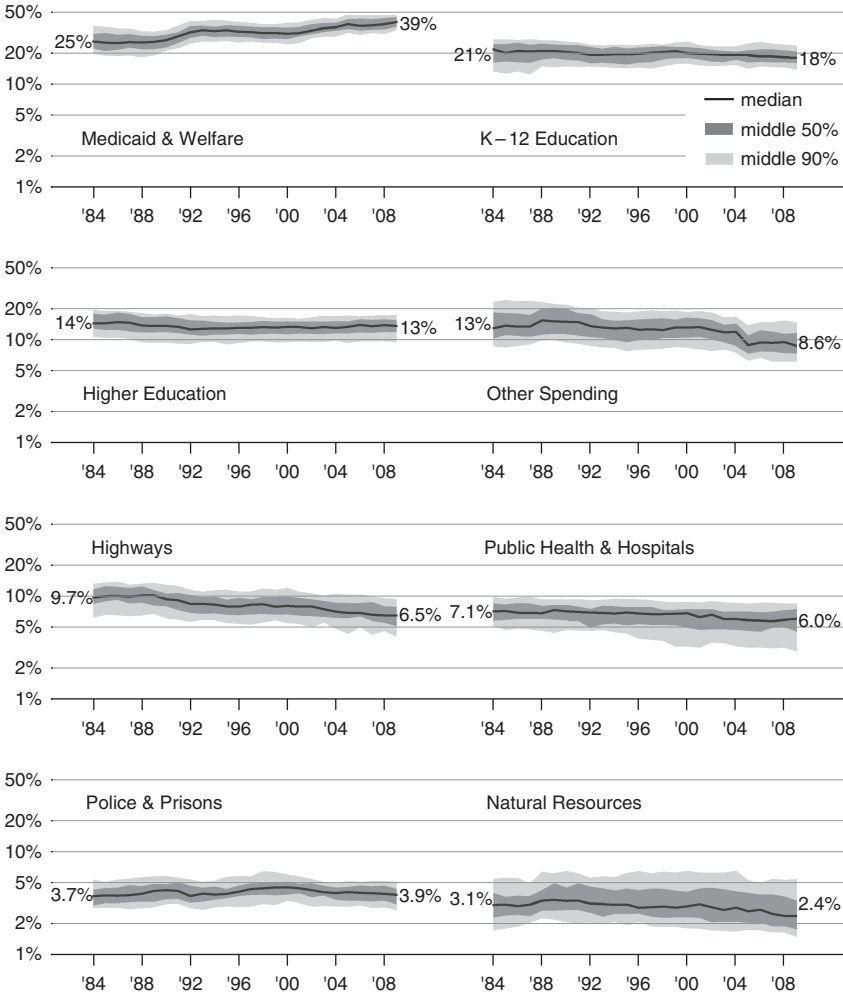 50%
20%
10%
5%
2%
1%
25%
39%
Medicaid & Welfare
'84 '88 '92 '96 '00 '04 '08
21%
18%
median
middle 50%
middle 90%
K–12 Education
'84 '88 '92 '96 '00 '04 '08
50%
20%
10%
5%
2%
1%
14%
13%
Higher Education
'84 '88 '92 '96 '00 '04 '08
13%
8.6%
Other Spending
'84 '88 '92 '96 '00 '04 '08
50%
20%
10%
5%
2%
1%
Highways
9.7%
6.5%
'84 '88 '92 '96 '00 '04 '08
Public Health & Hospitals
7.1%
6.0%
'84 '88 '92 '96 '00 '04 '08
50%
20%
10%
5%
2%
1%
Police & Prisons
3.7%
3.9%
'84 '88 '92 '96 '00 '04 '08
Natural Resources
3.1%
2.4%
'84 '88 '92 '96 '00 '04 '08